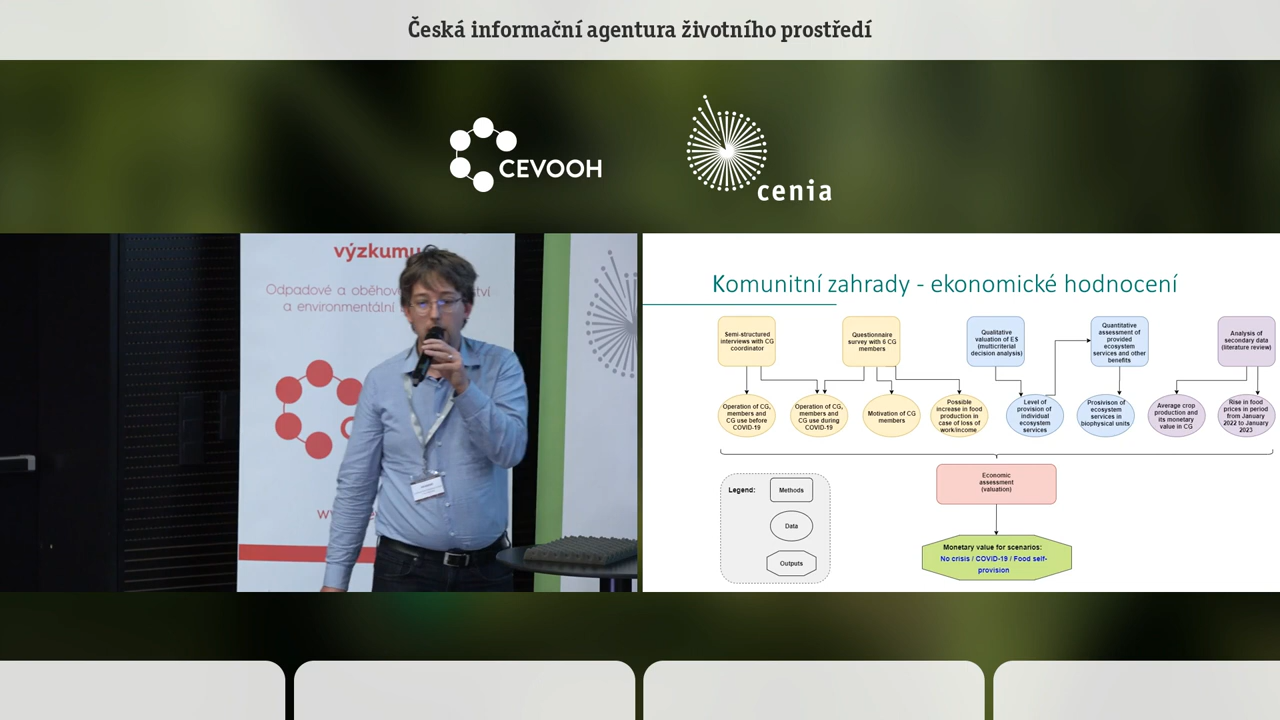 Česká informační agentura životního prostředí
CEVOOH
cenia
výzkumu
Odpadové a oběhov
a environmentální
Komunitní zahrady - ekonomické hodnocení
Semi-structured
interviews with CG
coordinator
Questionnaire
survey with 6 CG
members
Qualitative
valuation of ES
(multicriterial
decision analysis)
Quantitative
assessment of
provided
ecosystem
services and other
benefits
Analysis of
secondary data
(literature review)
Operation of CG,
members and
CG use before
COVID-19
Operation of CG,
members and
CG use during
COVID-19
Motivation of CG
members
Possible
increase in food
production in
case of loss of
work/income
Level of
provision of
individual
ecosystem
services
Prosivison of
ecosystem
services in
biophysical units
Average crop
production and
its monetary
value in CG
Rise in food
prices in period
from January
2022 to January
2023
Economic
assessment
(valuation)
Legend:
Methods
Data
Outputs
Monetary value for scenarios:
No crisis / COVID-19 / Food self-
provision